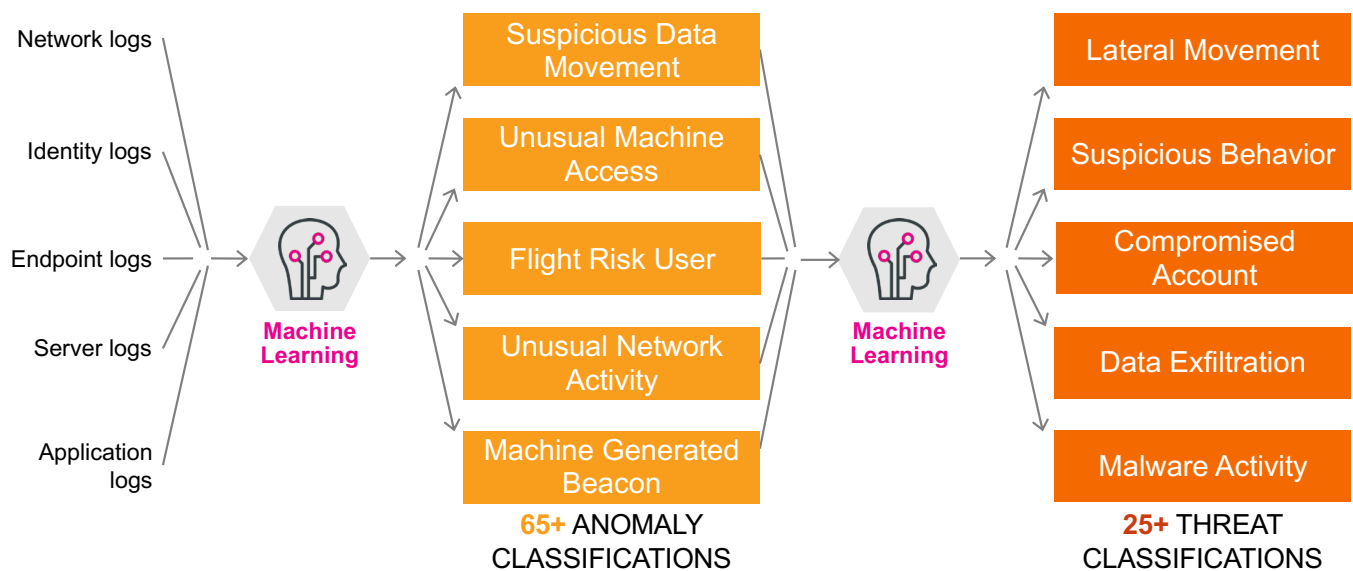 Network logs
Identity logs
Endpoint logs
Server logs
Application
logs
Machine
Learning
Suspicious Data
Movement
Unusual Machine
Access
Flight Risk User
Unusual Network
Activity
Machine Generated
Beacon
65+ ANOMALY
CLASSIFICATIONS
Machine
Learning
Lateral Movement
Suspicious Behavior
Compromised
Account
Data Exfiltration
Malware Activity
25+ THREAT
CLASSIFICATIONS